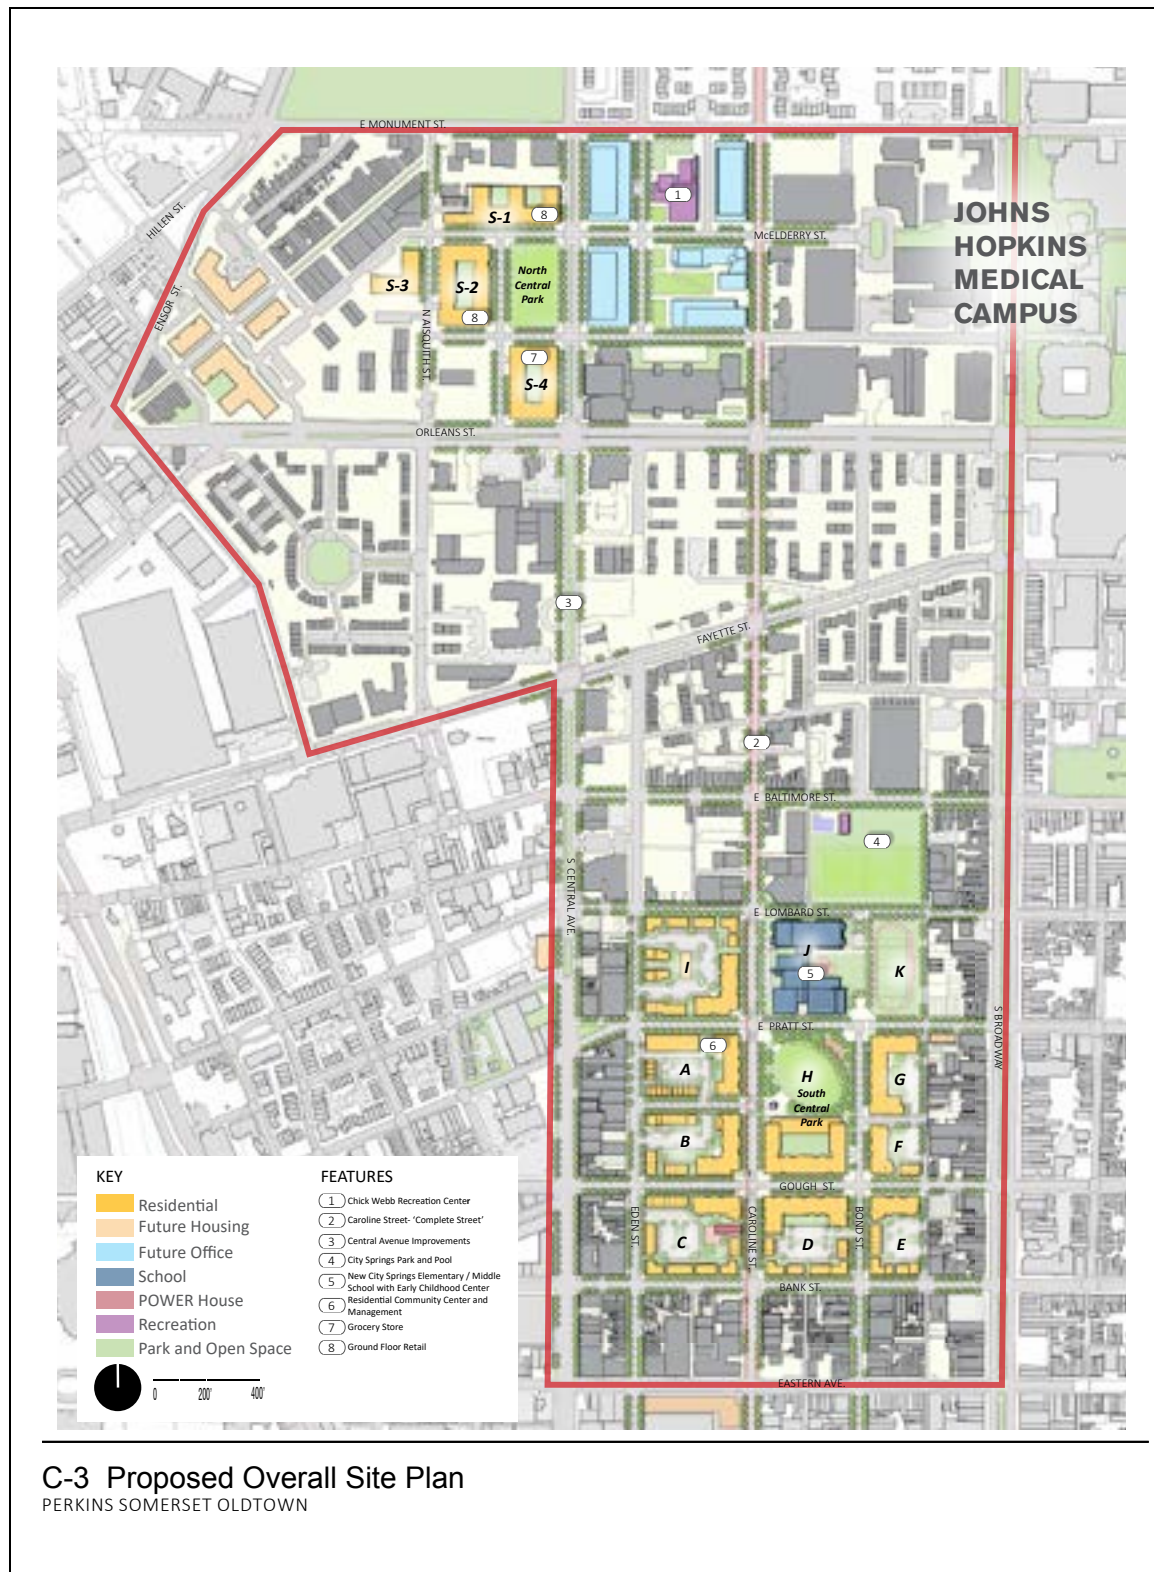 E MONUMENT ST.
HILLEN ST.
1
S-1
8
JOHNS
HOPKINS
MEDICAL
CAMPUS
McELDERRY ST.
S-3
S-2
North
Central
Park
ENSOR ST.
8
N AISQUITH ST.
7
S-4
ORLEANS ST.
3
FAYETTE ST.
2
E BALTIMORE ST.
4
S CENTRAL AVE.
E LOMBARD ST.
I
J
5
K
E PRATT ST.
S BROADWAY
6
A
H
South
Central
Park
G
B
F
GOUGH ST.
EDEN ST.
CAROLINE ST.
BOND ST.
C
D
E
BANK ST.
EASTERN AVE.
KEY
Residential
Future Housing
Future Office
School
POWER House
Recreation
Park and Open Space
0 200' 400'
FEATURES
1 Chick Webb Recreation Center
2 Caroline Street- ‘Complete Street’
3 Central Avenue Improvements
4 City Springs Park and Pool
5 New City Springs Elementary / Middle
School with Early Childhood Center
6 Residential Community Center and
Management
7 Grocery Store
8 Ground Floor Retail
C-3 Proposed Overall Site Plan
PERKINS SOMERSET OLDTOWN